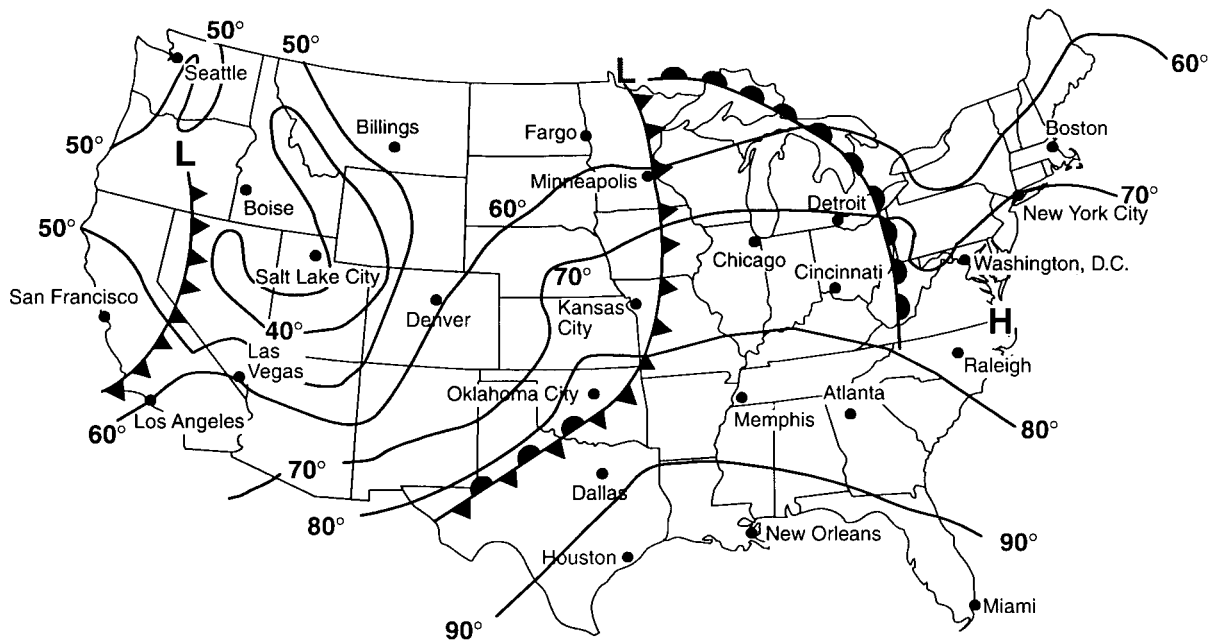 50°
50°
60°
Seattle
L
Billings
Fargo
Boston
50°
L
Minneapolis
Boise
60°
Detroit
70°
New York City
50°
Salt Lake City
70°
Chicago
Cincinnati
Washington, D.C.
San Francisco
Denver
Kansas
City
H
40°
Las
Vegas
Raleigh
Oklahoma City
Atlanta
60°
Los Angeles
Memphis
80°
70°
Dallas
80°
New Orleans
90°
Houston
Miami
90°